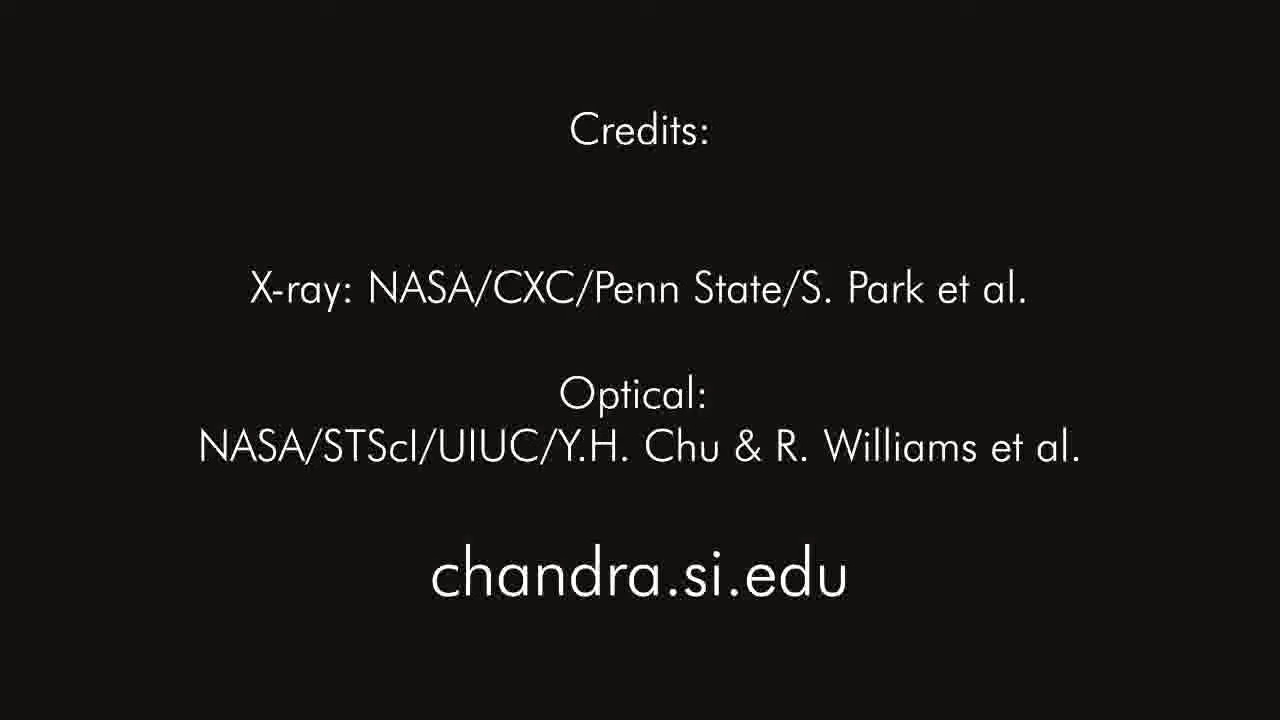 Credits:
X-ray: NASA/CXC/Penn State/S. Park et al.
Optical:
NASA/STScI/UIUC/Y.H. Chu & R. Williams et al.
chandra.si.edu